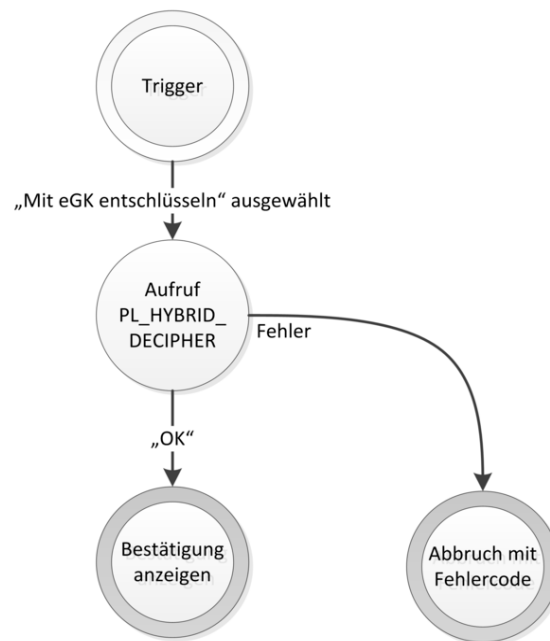 Trigger
„Mit eGK entschlüsseln“ ausgewählt
Aufruf
PL_HYBRID_
DECIPHER
Fehler
„OK“
Bestätigung
anzeigen
Abbruch mit
Fehlercode